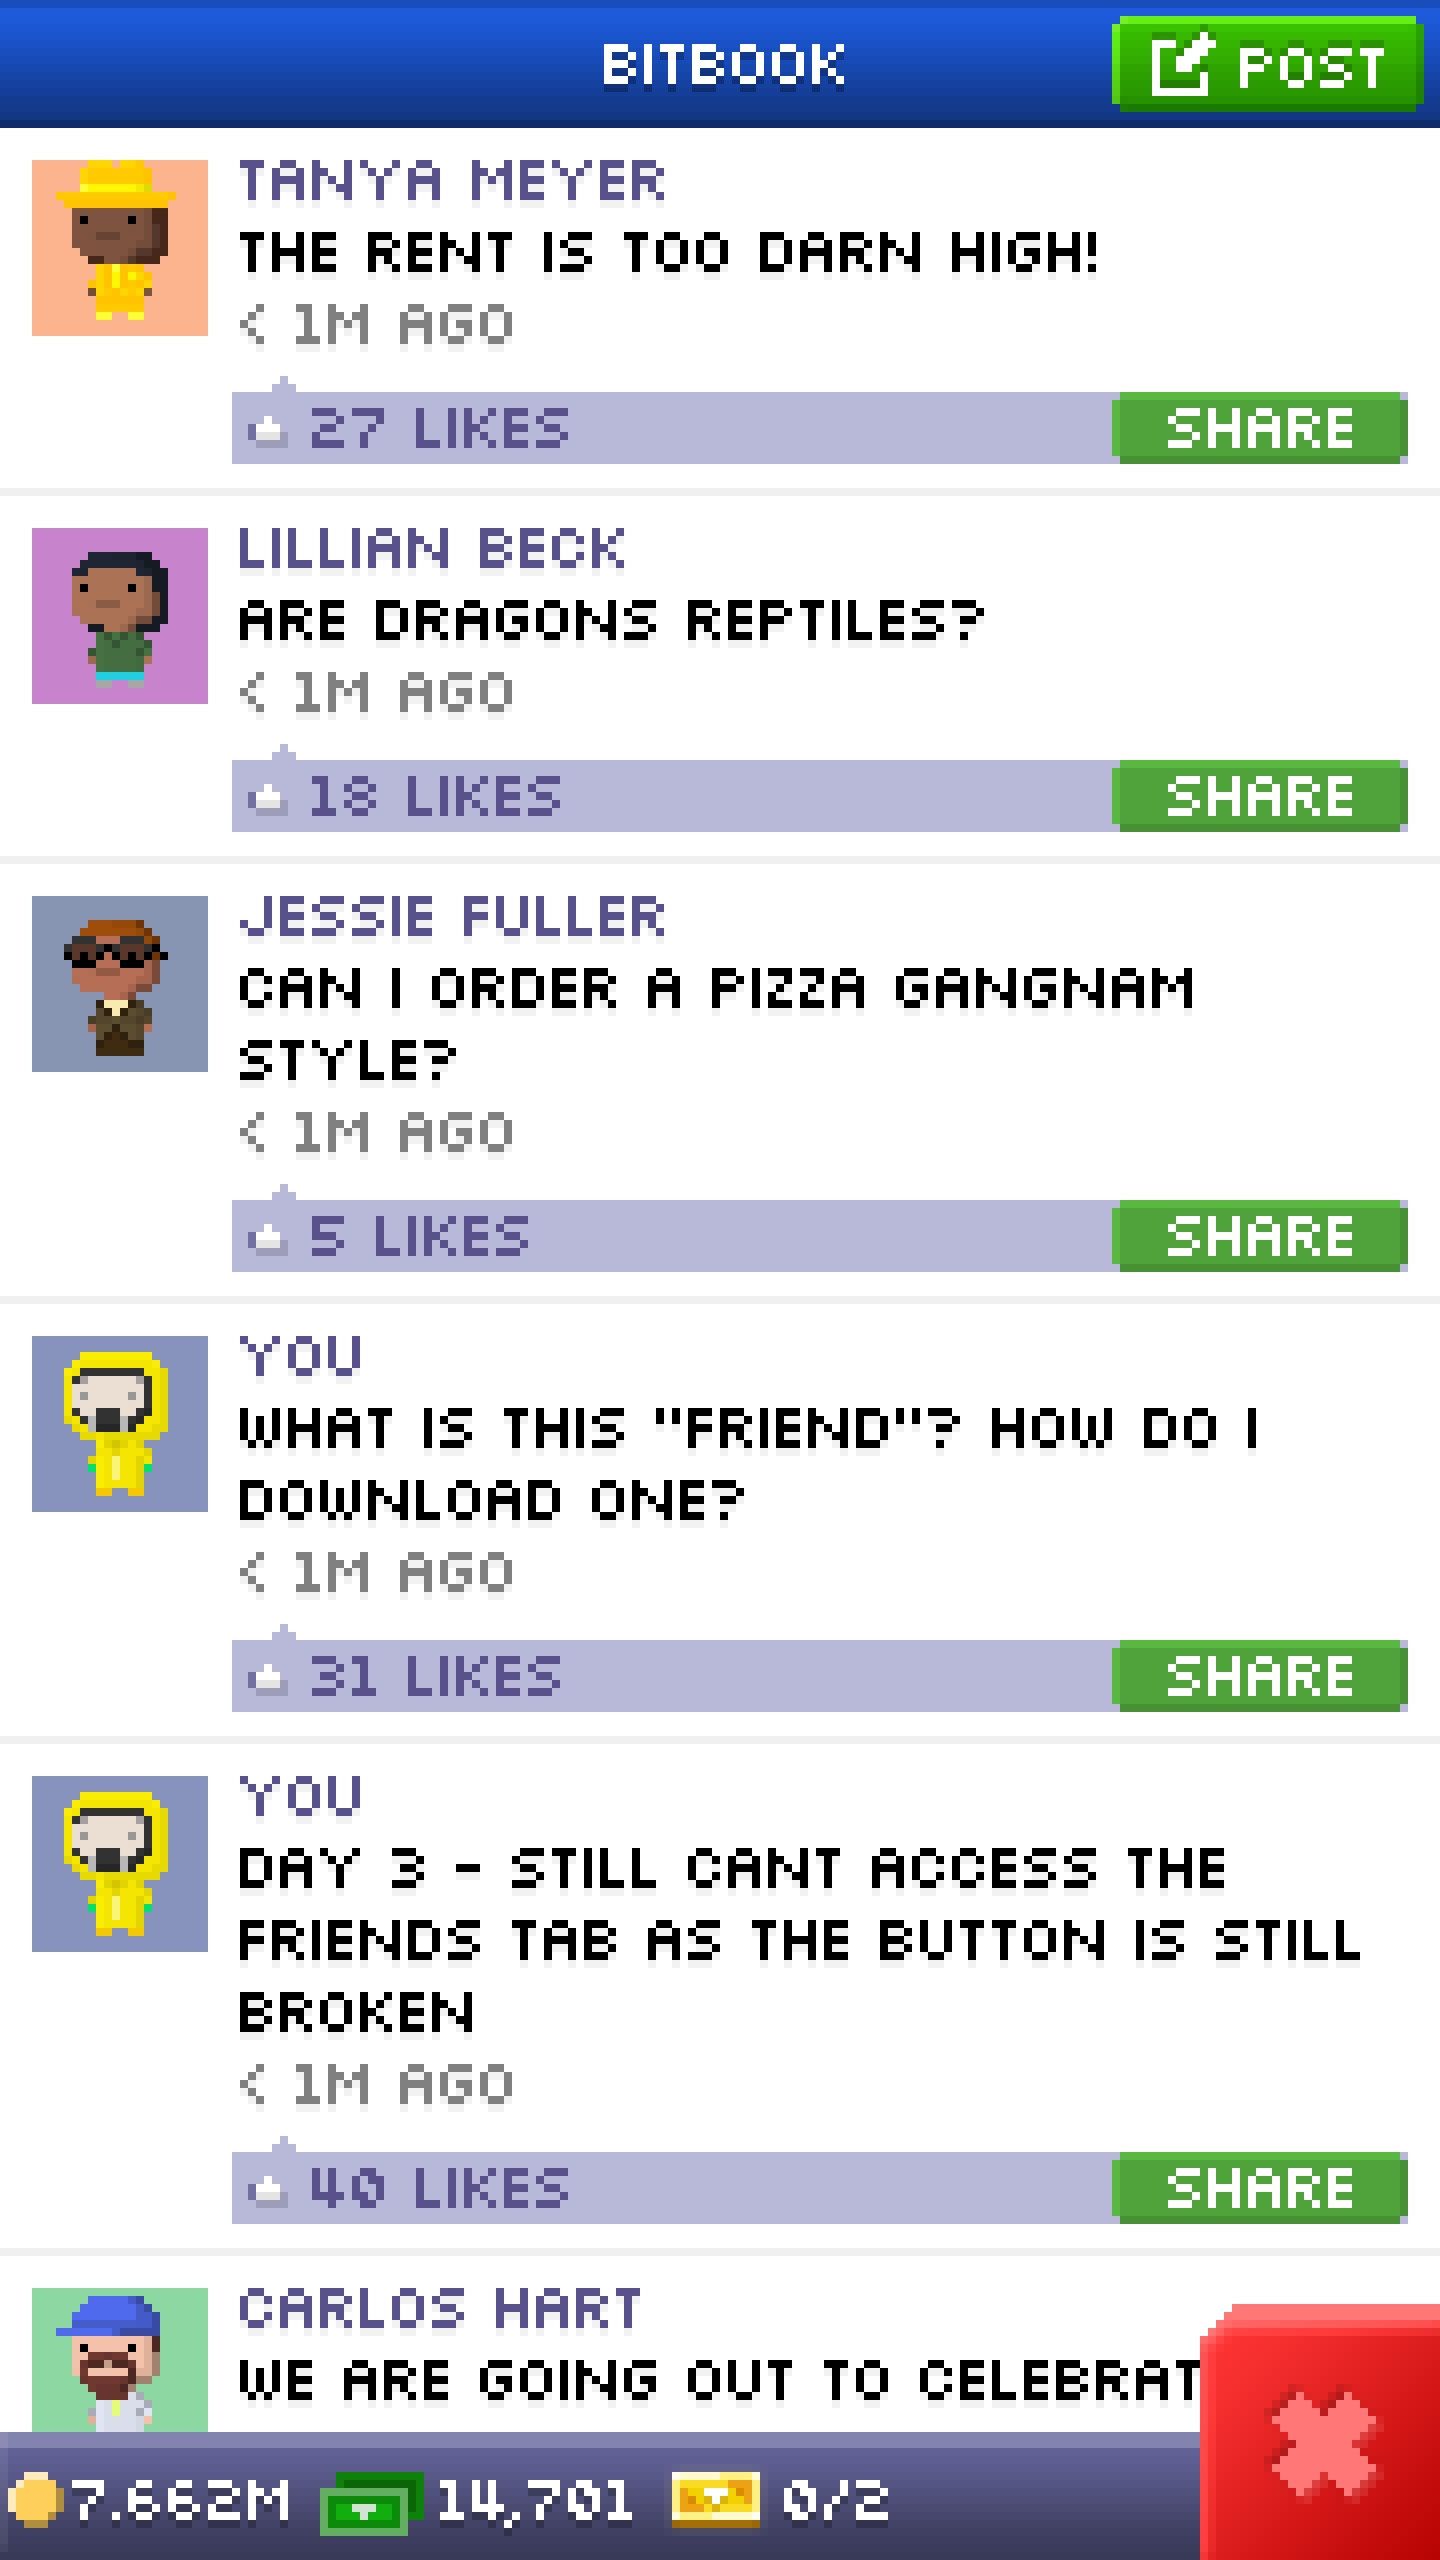 BITBOOK
POST
TANYA MEYER
THE RENT IS TOO DARN HIGH!
< 1M AGO
27 LIKES
SHARE
LILLIAN BECK
ARE DRAGONS REPTILES?
< 1M AGO
18 LIKES
SHARE
JESSIE FULLER
CAN I ORDER A PIZZA GANGNAM
STYLE?
< 1M AGO
5 LIKES
SHARE
YOU
WHAT IS THIS "FRIEND"? HOW DO I
DOWNLOAD ONE?
< 1M AGO
31 LIKES
SHARE
YOU
DAY 3 - STILL CANT ACCESS THE
FRIENDS TAB AS THE BUTTON IS STILL
BROKEN
< 1M AGO
40 LIKES
SHARE
CARLOS HART
WE ARE GOING OUT TO CELEBRAT
7.662M 14,701 0/2